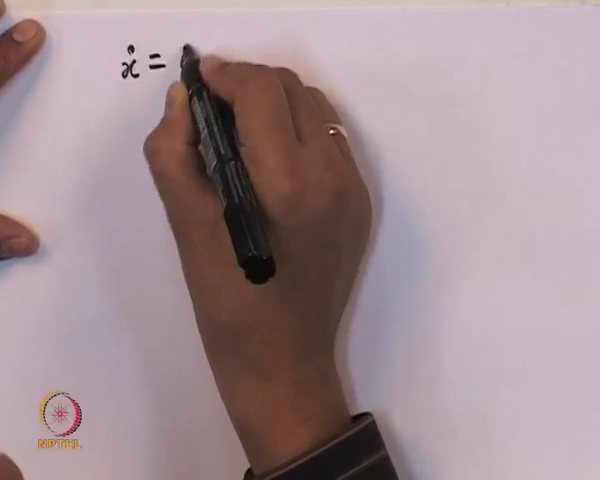 ẋ =
NPTEL